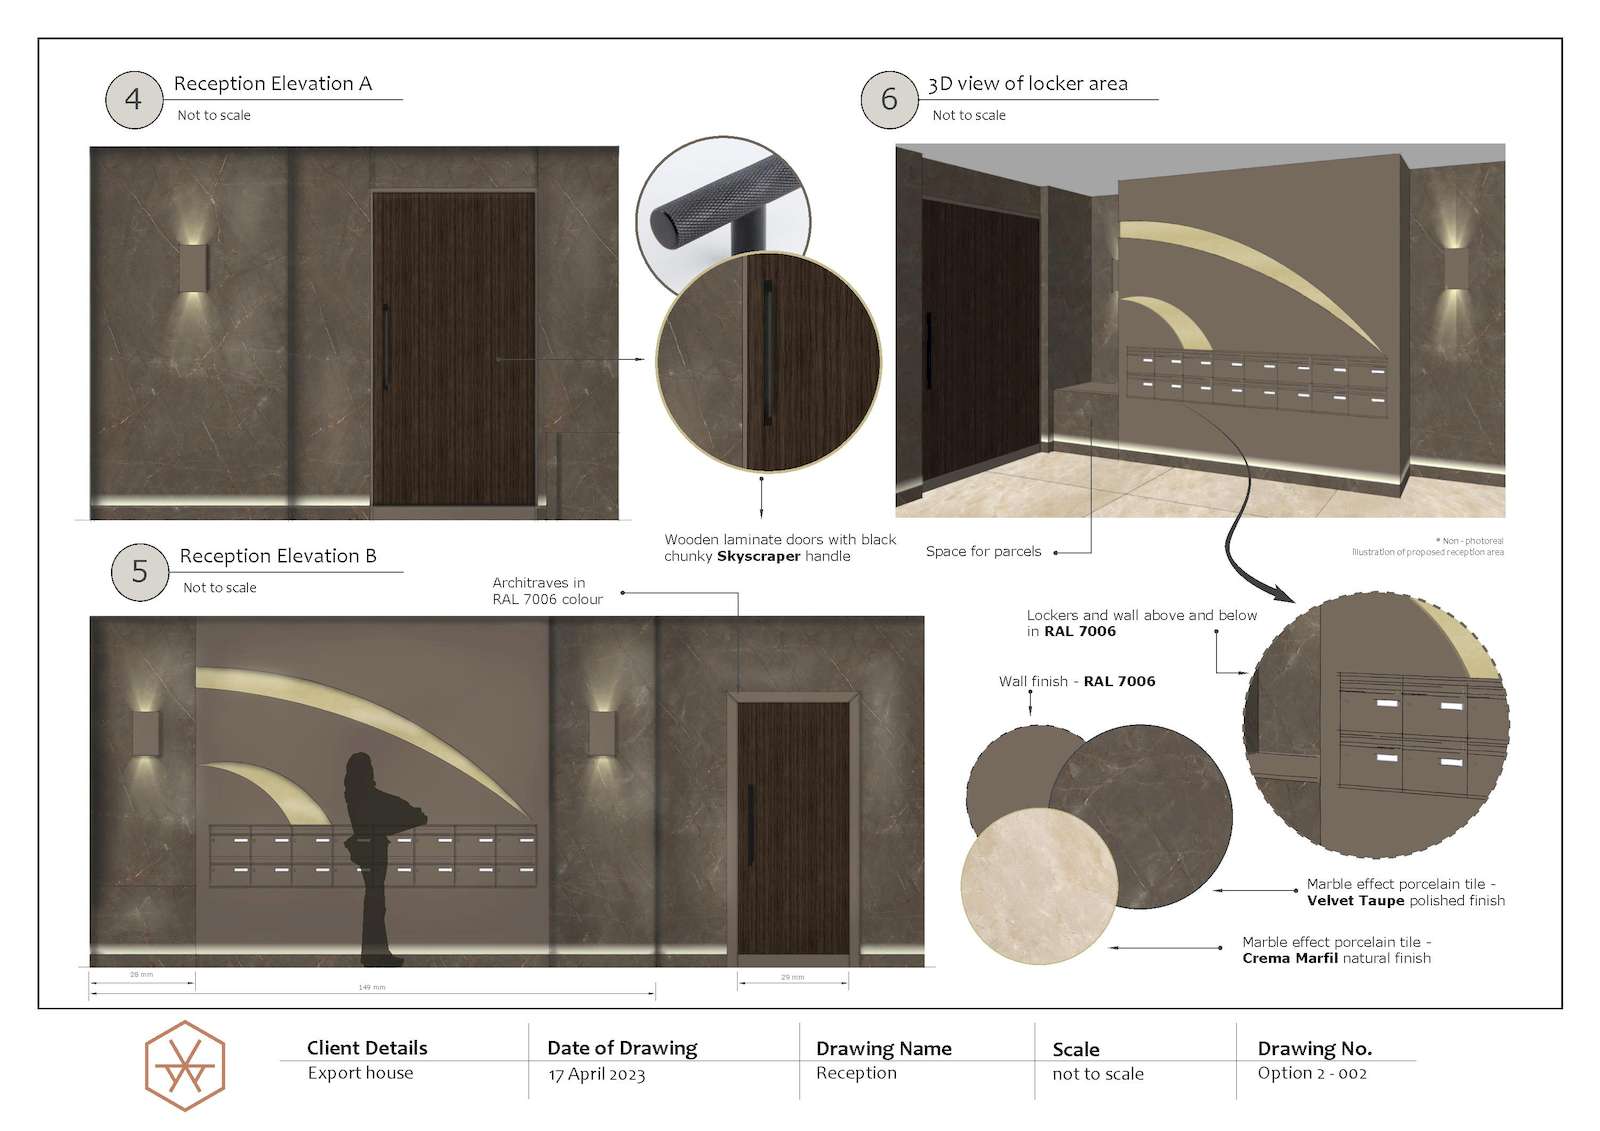 4
Reception Elevation A
Not to scale
6
3D view of locker area
Not to scale
Wooden laminate doors with black
chunky Skyscraper handle
Space for parcels
* Non - photoreal
Illustration of proposed reception area
5
Reception Elevation B
Not to scale
Architraves in
RAL 7006 colour
Lockers and wall above and below
in RAL 7006
Wall finish - RAL 7006
Marble effect porcelain tile -
Velvet Taupe polished finish
Marble effect porcelain tile -
Crema Marfil natural finish
28 mm
149 mm
29 mm
Client Details
Export house
Date of Drawing
17 April 2023
Drawing Name
Reception
Scale
not to scale
Drawing No.
Option 2 - 002